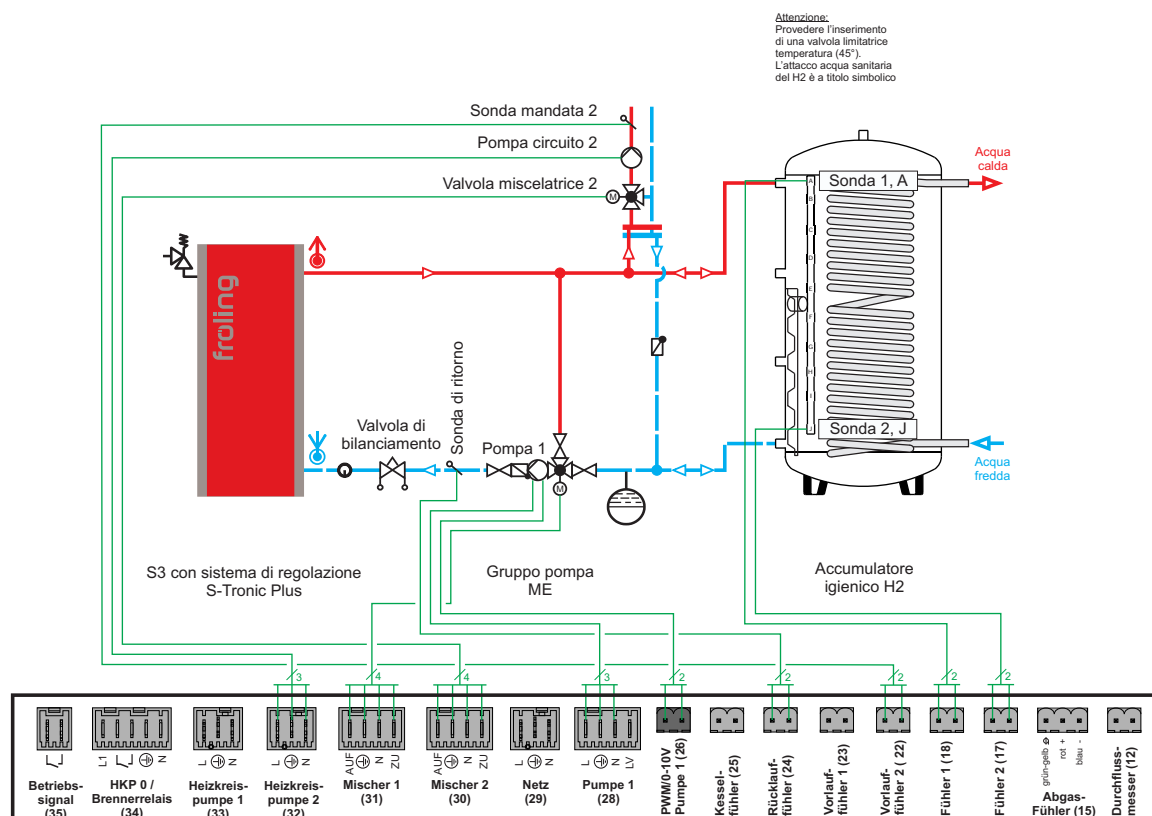 Attenzione:
Provedere l'inserimento
di una valvola limitatrice
temperatura (45°).
L'attacco acqua sanitaria
del H2 è a titolo simbolico
Sonda mandata 2
Pompa circuito 2
Valvola miscelatrice 2
M
Acqua
calda
Sonda 1, A
A
B
C
D
E
F
G
H
I
J
Sonda 2, J
Acqua
fredda
fröling
Valvola di
bilanciamento
Sonda di ritorno
Pompa 1
M
S3 con sistema di regolazione
S-Tronic Plus
Gruppo pompa
ME
Accumulatore
igienico H2
3
4
4
3
2
2
2
2
2
L1
N
L
N
L
N
AUF
N
ZU
AUF
N
ZU
L
N
L
N
LV
grün-gelb
rot +
blau -
Betriebs-
signal
(35)
HKP 0 /
Brennerrelais
(34)
Heizkreis-
pumpe 1
(33)
Heizkreis-
pumpe 2
(32)
Mischer 1
(31)
Mischer 2
(30)
Netz
(29)
Pumpe 1
(28)
PWM/0-10V
Pumpe 1 (26)
Kessel-
fühler (25)
Rücklauf-
fühler (24)
Vorlauf-
fühler 1 (23)
Vorlauf-
fühler 2 (22)
Fühler 1 (18)
Fühler 2 (17)
Abgas-
Fühler (15)
Durchfluss-
messer (12)